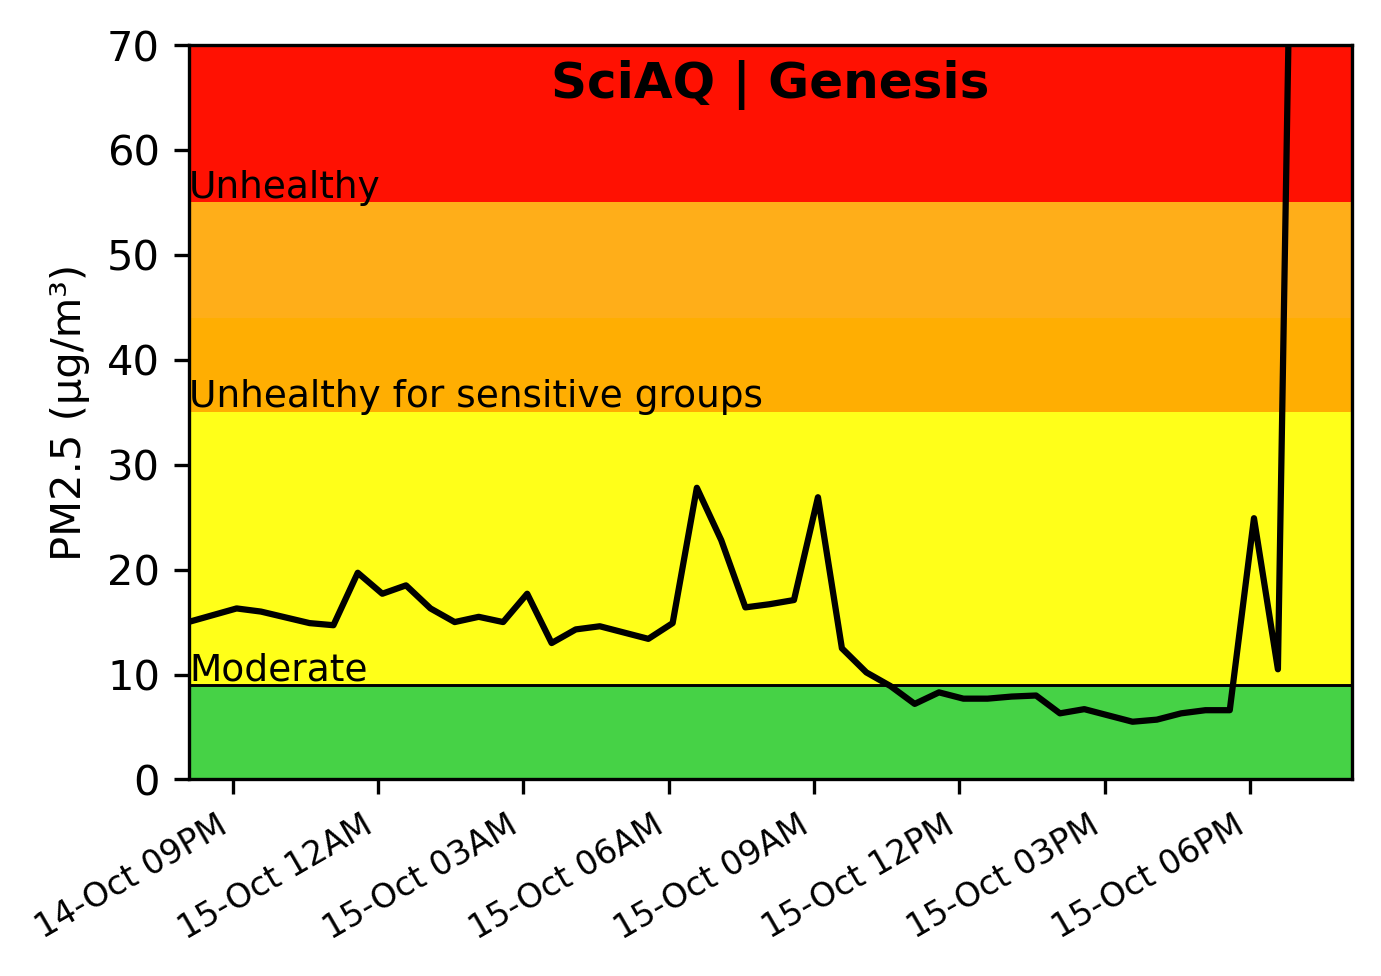 SciAQ | Genesis
PM2.5 (µg/m³)
70
60
50
40
30
20
10
0
Unhealthy
Unhealthy for sensitive groups
Moderate
14-Oct 09PM
15-Oct 12AM
15-Oct 03AM
15-Oct 06AM
15-Oct 09AM
15-Oct 12PM
15-Oct 03PM
15-Oct 06PM